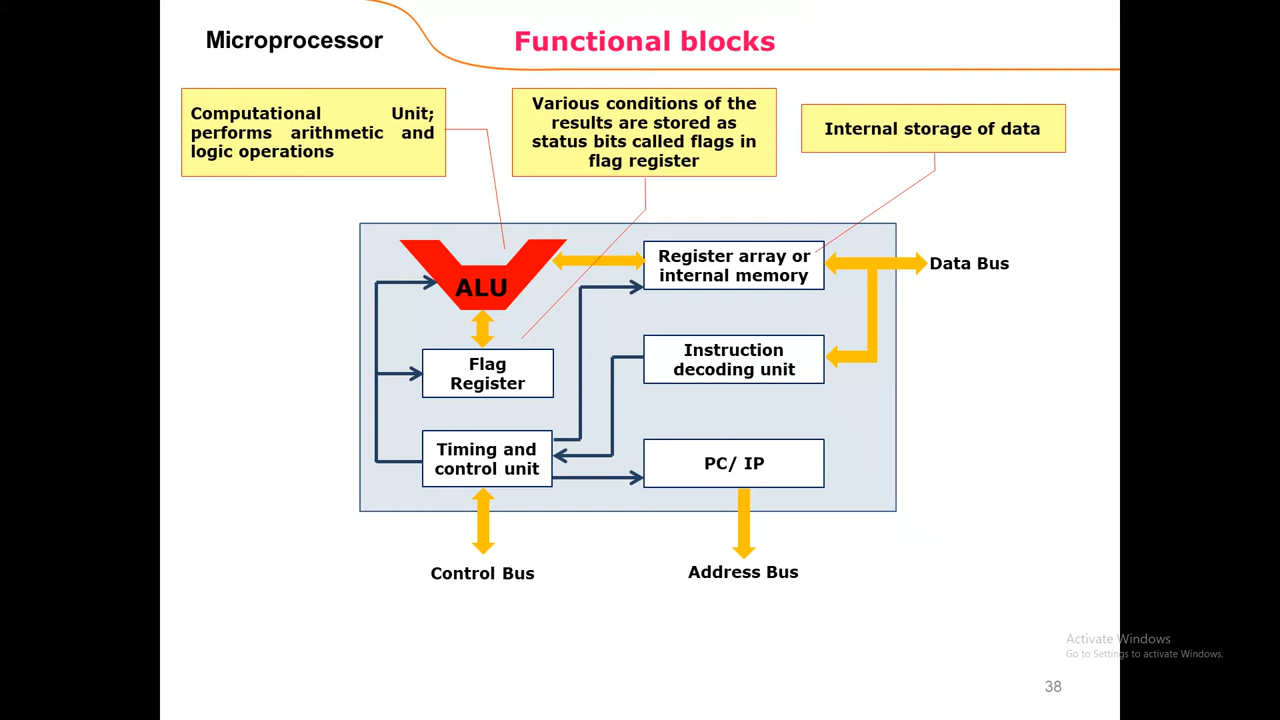 Microprocessor
Functional blocks
Computational Unit;
performs arithmetic and
logic operations
Various conditions of the
results are stored as
status bits called flags in
flag register
Internal storage of data
ALU
Register array or
internal memory
Data Bus
Flag
Register
Instruction
decoding unit
Timing and
control unit
PC/ IP
Control Bus
Address Bus
Activate Windows
Go to Settings to activate Windows.
38